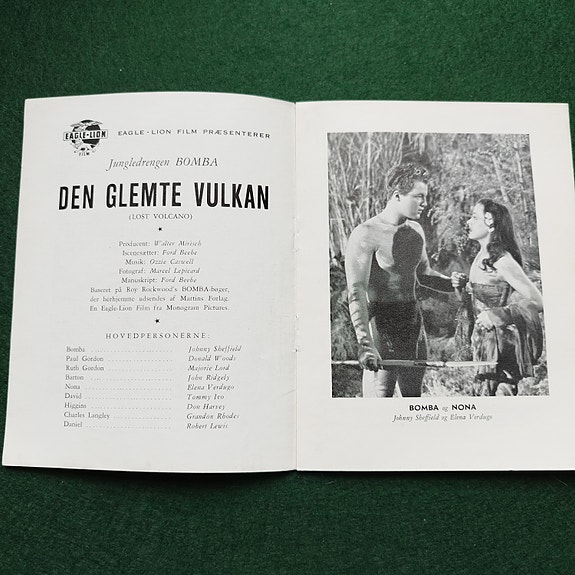 EAGLE-LION
FILM
EAGLE-LION FILM PRÆSENTERER
Jungledrengen BOMBA
DEN GLEMTE VULKAN
(LOST VOLCANO)
Producent: Walter Mirisch
Iscenesætter: Ford Beebe
Musik: Ozzie Caswell
Fotograf: Marcel Lepicard
Manuskript: Ford Beebe
Baseret på Roy Rockwood's BOMBA-bøger,
der herhjemme udsendes af Martins Forlag.
En Eagle-Lion Film fra Monogram Pictures.
HOVEDPERSONERNE:
Bomba ........................ Johnny Sheffield
Paul Gordon ........................ Donald Woods
Ruth Gordon ........................ Marjorie Lord
Barton ........................ John Ridgely
Nona ........................ Elena Verdugo
David ........................ Tommy Ivo
Higgins ........................ Don Harvey
Charles Langley ........................ Grandon Rhodes
Daniel ........................ Robert Lewis
BOMBA og NONA
Johnny Sheffield og Elena Verdugo